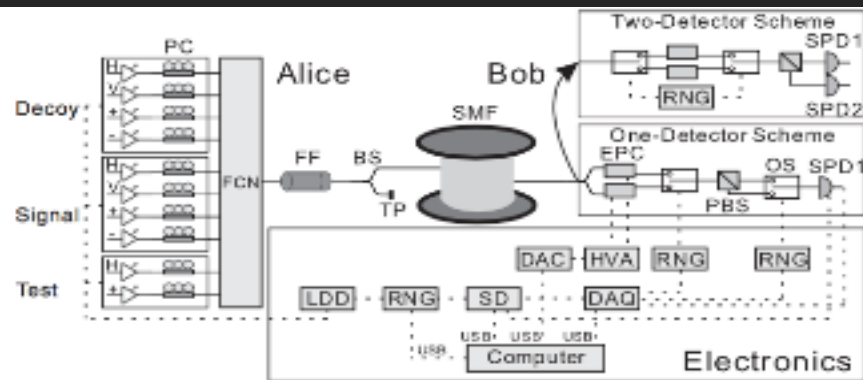 Two-Detector Scheme
SPD1
PC
H
Alice
Bob
V
RNG
Decoy
+
SMF
SPD2
-
One-Detector Scheme
H
FF
BS
EPC
OS
SPD1
V
FCN
Signal
+
TP
PBS
-
H
DAC
HVA
RNG
RNG
Test
+
LDD
RNG
SD
DAQ
USB
USB
USB
USB
Computer
Electronics